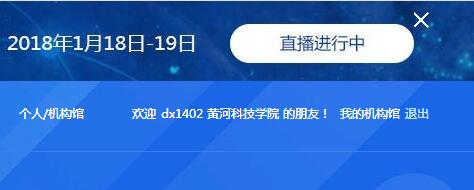 2018年1月18日-19日 直播进行中
个人/机构馆 欢迎 dx1402 黄河科技学院 的朋友！ 我的机构馆 退出